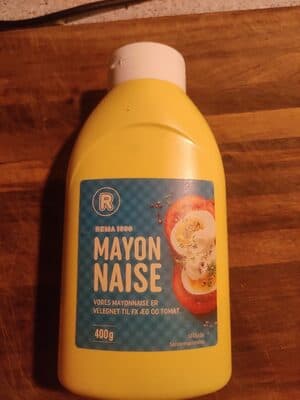 R
REMA 1000
MAYON
NAISE
VORES MAYONNAISE ER
VELEGNET TIL FX ÆG OG TOMAT.
400g